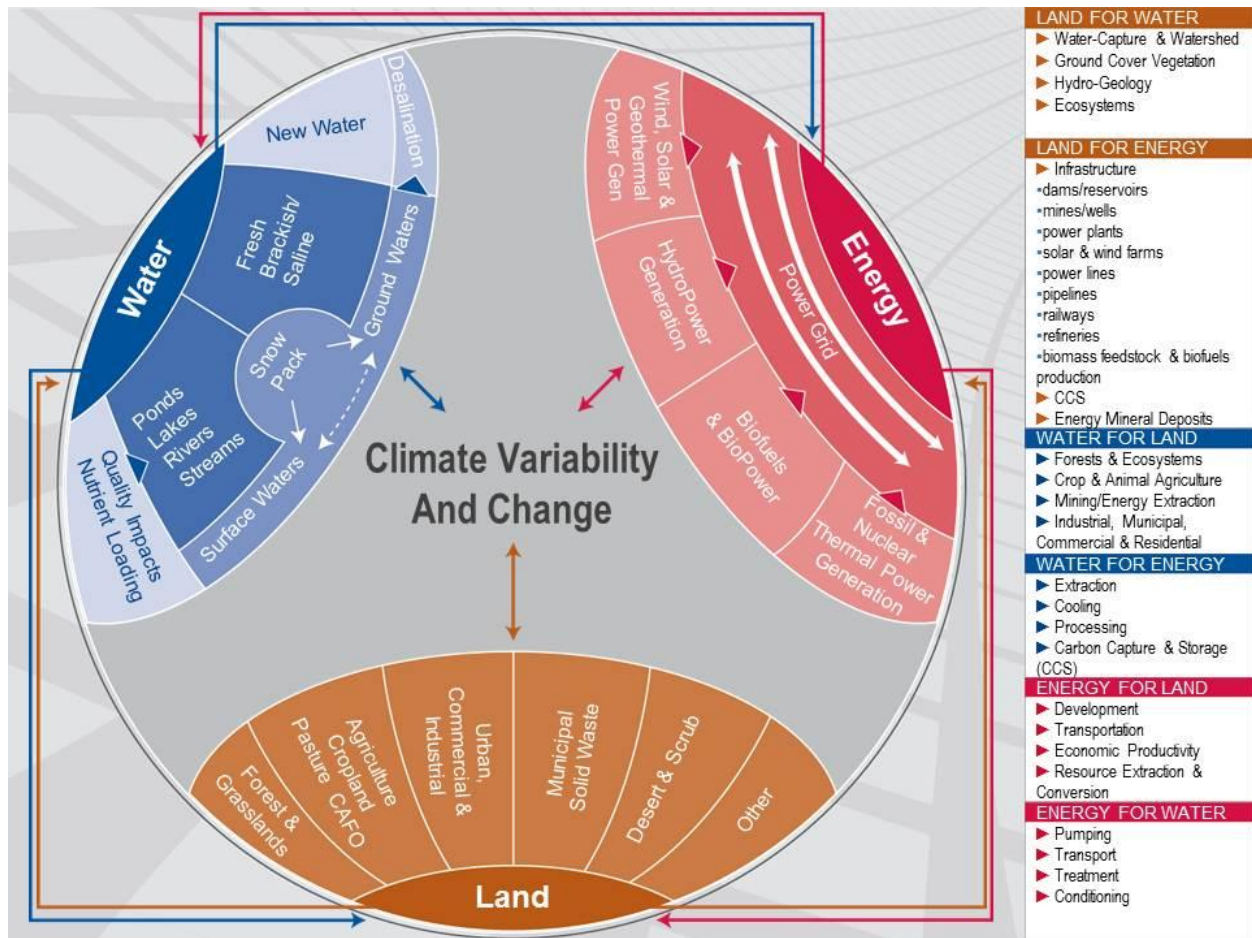 Desalination
New Water
Water
Fresh
Brackish/
Saline
Ground Waters
Snow
Pack
Ponds
Lakes
Rivers
Streams
Surface Waters
Quality Impacts
Nutrient Loading
Wind, Solar &
Geothermal
Power Gen
HydroPower
Generation
Biofuels
& BioPower
Fossil &
Nuclear
Thermal Power
Generation
Power Grid
Energy
Climate Variability
And Change
Forest &
Grasslands
Agriculture
Cropland
Pasture CAFO
Urban,
Commercial &
Industrial
Municipal
Solid Waste
Desert & Scrub
Other
Land
LAND FOR WATER
► Water-Capture & Watershed
► Ground Cover Vegetation
► Hydro-Geology
► Ecosystems
LAND FOR ENERGY
► Infrastructure
▪dams/reservoirs
▪mines/wells
▪power plants
▪solar & wind farms
▪power lines
▪pipelines
▪railways
▪refineries
▪biomass feedstock & biofuels
production
► CCS
► Energy Mineral Deposits
WATER FOR LAND
► Forests & Ecosystems
► Crop & Animal Agriculture
► Mining/Energy Extraction
► Industrial, Municipal,
Commercial & Residential
WATER FOR ENERGY
► Extraction
► Cooling
► Processing
► Carbon Capture & Storage
(CCS)
ENERGY FOR LAND
► Development
► Transportation
► Economic Productivity
► Resource Extraction &
Conversion
ENERGY FOR WATER
► Pumping
► Transport
► Treatment
► Conditioning